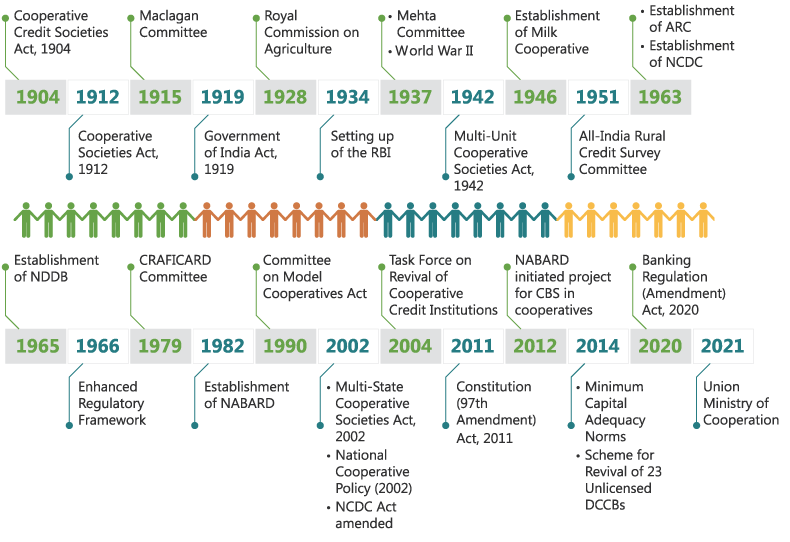 Cooperative
Credit Societies
Act, 1904
Maclagan
Committee
Royal
Commission on
Agriculture
• Mehta
Committee
• World War II
Establishment
of Milk
Cooperative
• Establishment
of ARC
• Establishment
of NCDC
1904 1912 1915 1919 1928 1934 1937 1942 1946 1951 1963
Cooperative
Societies Act,
1912
Government
of India Act,
1919
Setting up
of the RBI
Multi-Unit
Cooperative
Societies Act,
1942
All-India Rural
Credit Survey
Committee
Establishment
of NDDB
CRAFICARD
Committee
Committee
on Model
Cooperatives Act
Task Force on
Revival of
Cooperative
Credit Institutions
NABARD
initiated project
for CBS in
cooperatives
Banking
Regulation
(Amendment)
Act, 2020
1965 1966 1979 1982 1990 2002 2004 2011 2012 2014 2020 2021
Enhanced
Regulatory
Framework
Establishment
of NABARD
• Multi-State
Cooperative
Societies Act,
2002
• National
Cooperative
Policy (2002)
• NCDC Act
amended
Constitution
(97th
Amendment)
Act, 2011
• Minimum
Capital
Adequacy
Norms
• Scheme for
Revival of 23
Unlicensed
DCCBs
Union
Ministry of
Cooperation